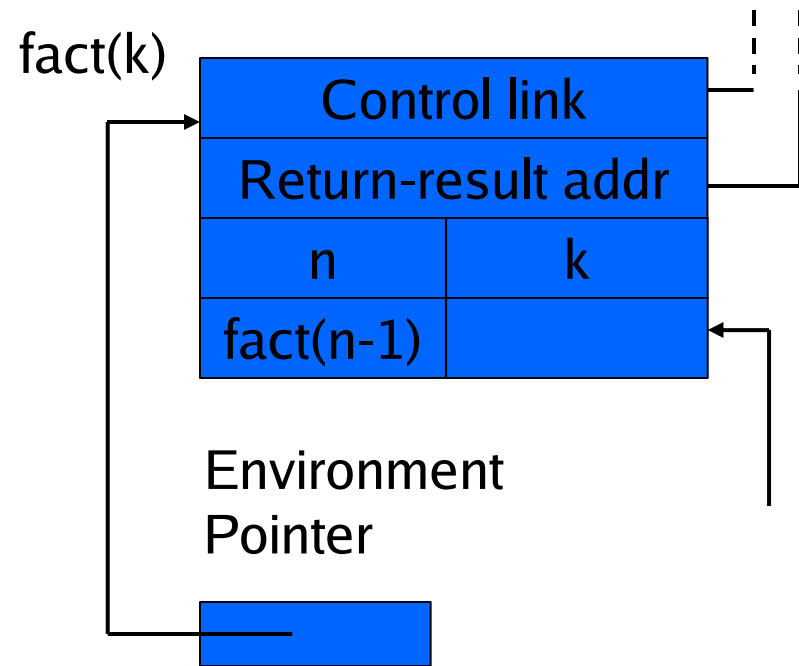 fact(k)
Control link
Return-result addr
n k
fact(n-1)
Environment
Pointer